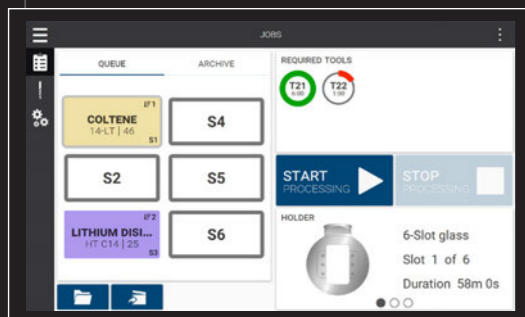 JOBS
QUEUE
ARCHIVE
1
COLTENE
14-LT | 46
S1
S4
S2
S5
2
LITHIUM DISI...
HT C14 | 25
S3
S6
REQUIRED TOOLS
T21
6:00
T22
1:00
START
PROCESSING
STOP
PROCESSING
HOLDER
6-Slot glass
Slot 1 of 6
Duration 58m 0s